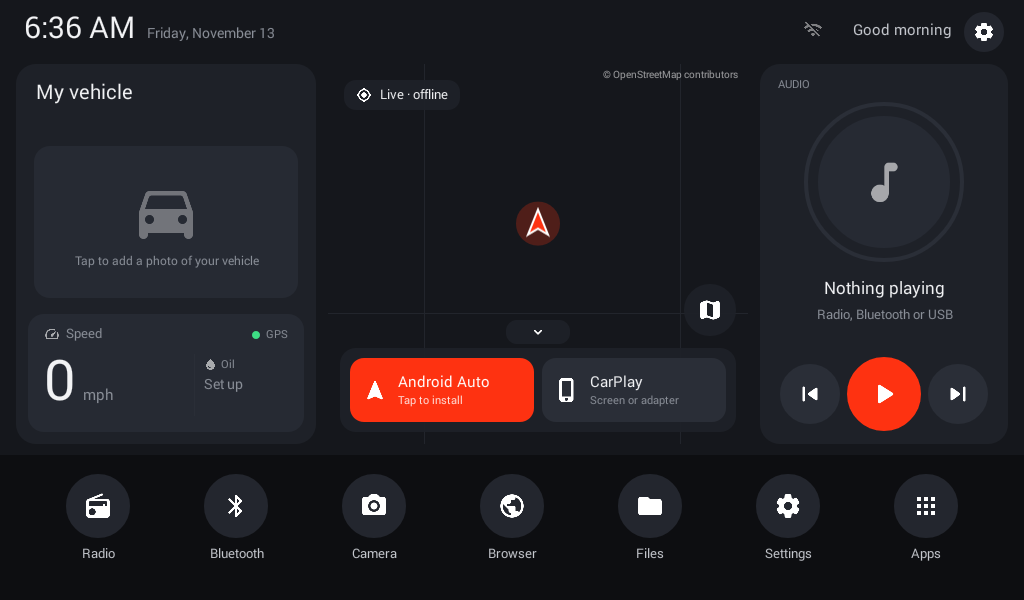 6:36 AM Friday, November 13
Good morning
My vehicle
Tap to add a photo of your vehicle
Speed
GPS
0 mph
Oil
Set up
© OpenStreetMap contributors
Live · offline
Android Auto
Tap to install
CarPlay
Screen or adapter
AUDIO
Nothing playing
Radio, Bluetooth or USB
Radio
Bluetooth
Camera
Browser
Files
Settings
Apps